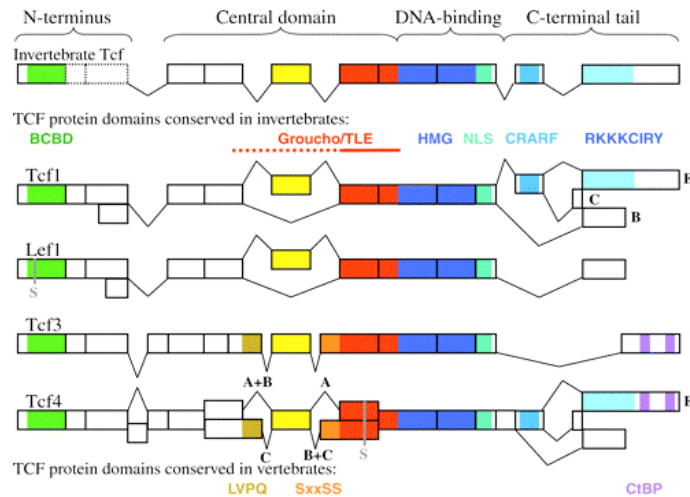 N-terminus Central domain DNA-binding C-terminal tail
Invertebrate Tcf
TCF protein domains conserved in invertebrates:
BCBD Groucho/TLE HMG NLS CRARF RKKKCIRY
Tcf1
E
C
B
Lef1
S
Tcf3
A+B A
Tcf4
E
C B+C S
TCF protein domains conserved in vertebrates:
LVPQ SxxSS CtBP